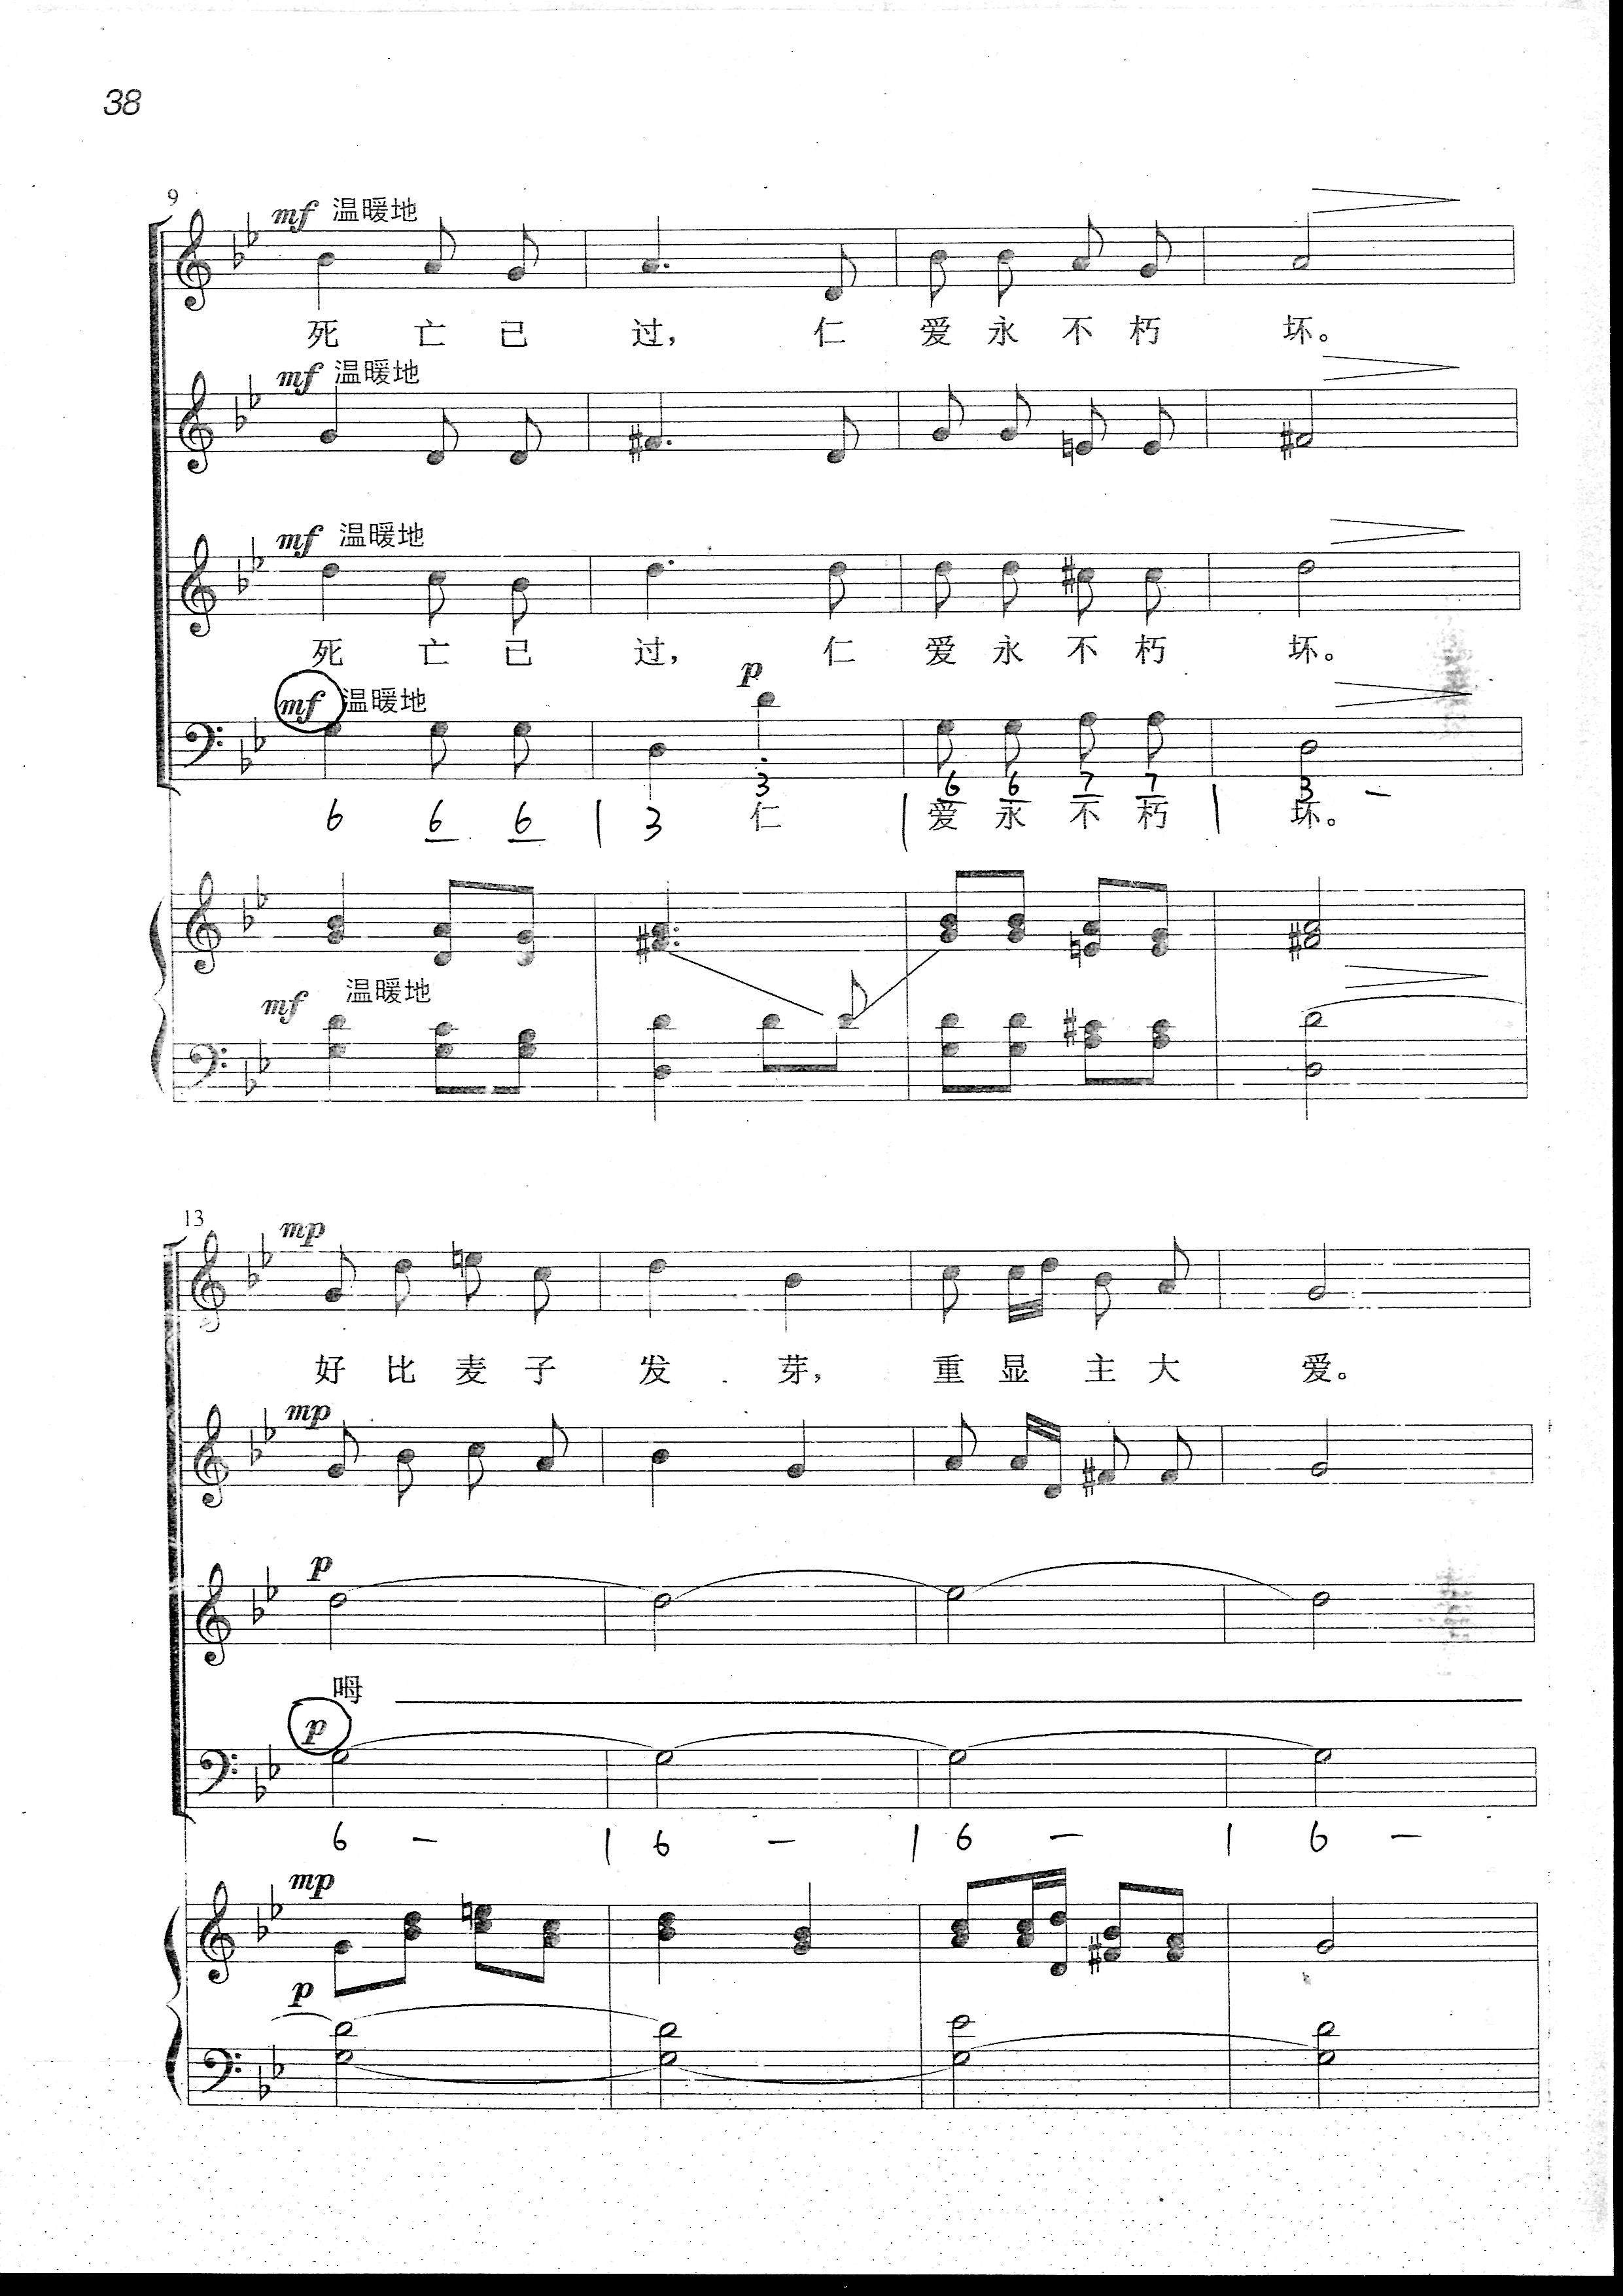 38
9
mf 温暖地
死 亡 已 过， 仁 爱 永 不 朽 坏。
mf 温暖地
mf 温暖地
死 亡 已 过， 仁 爱 永 不 朽 坏。
p
mf 温暖地
3 6 6 7 7 3 –
6 6 6 | 3 仁 | 爱 永 不 朽 | 坏。
mf 温暖地
13
mp
好 比 麦 子 发 芽， 重 显 主 大 爱。
mp
p
呣
p
6 – | 6 – | 6 – | 6 –
mp
p